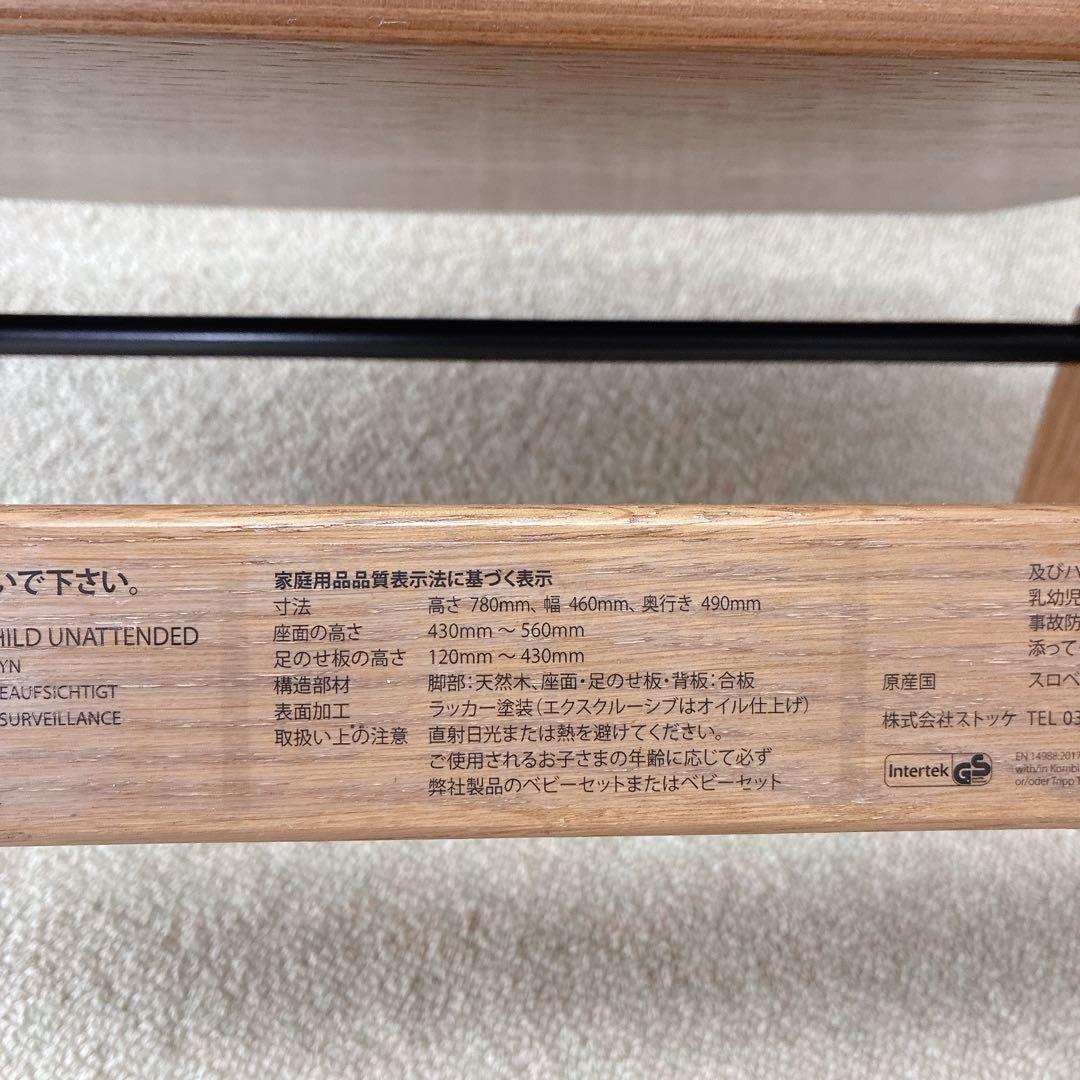 いで下さい。
HILD UNATTENDED
YN
EAUFSICHTIGT
SURVEILLANCE
家庭用品品質表示法に基づく表示
寸法 高さ 780mm、幅 460mm、奥行き 490mm
座面の高さ 430mm ～ 560mm
足のせ板の高さ 120mm ～ 430mm
構造部材 脚部：天然木、座面・足のせ板・背板：合板
表面加工 ラッカー塗装（エクスクルーシブはオイル仕上げ）
取扱い上の注意 直射日光または熱を避けてください。
ご使用されるお子さまの年齢に応じて必ず
弊社製品のベビーセットまたはベビーセット
及びハ
乳幼児
事故防
添って
原産国 スロベ
株式会社ストッケ TEL 03
Intertek GS
EN 14988:2017
with/in Kombi
or/oder Tripp T